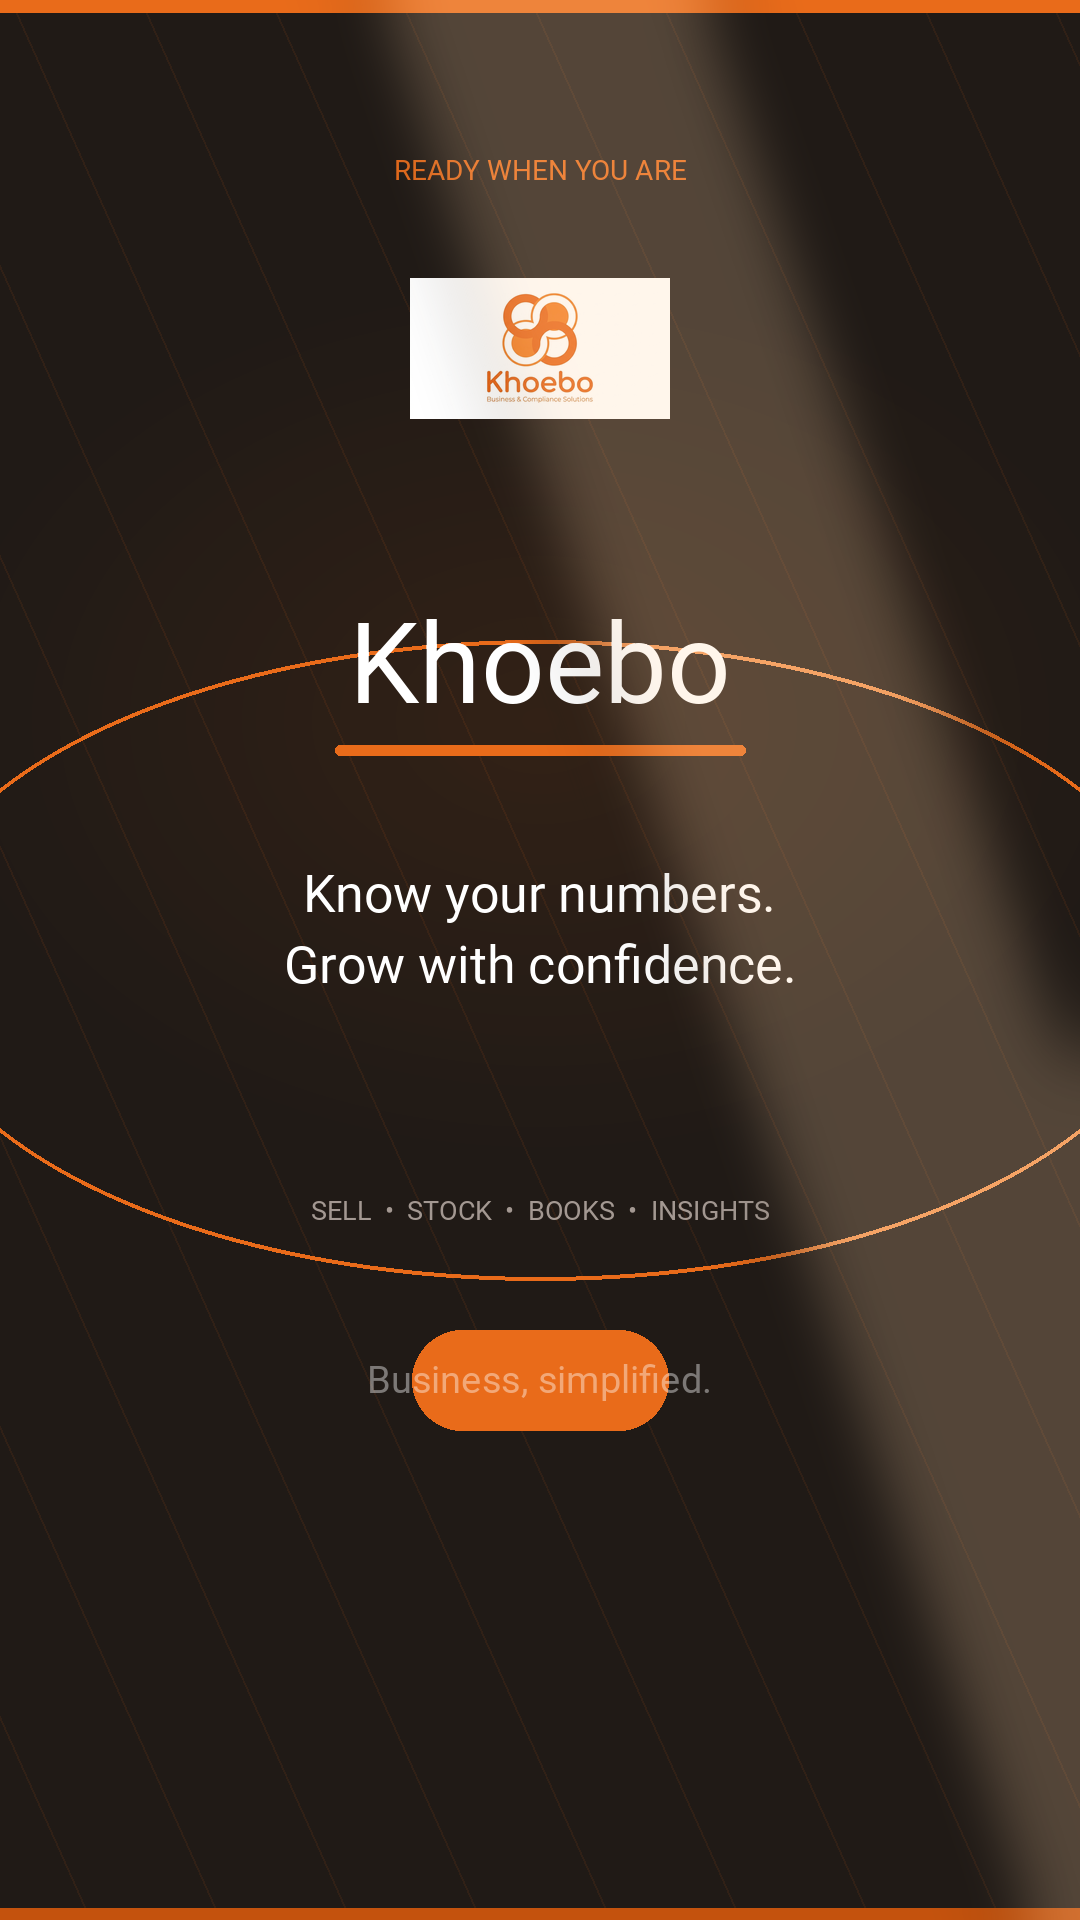 READY WHEN YOU ARE
Khoebo
Business & Compliance Solutions
Khoebo
Know your numbers.
Grow with confidence.
SELL • STOCK • BOOKS • INSIGHTS
Business, simplified.